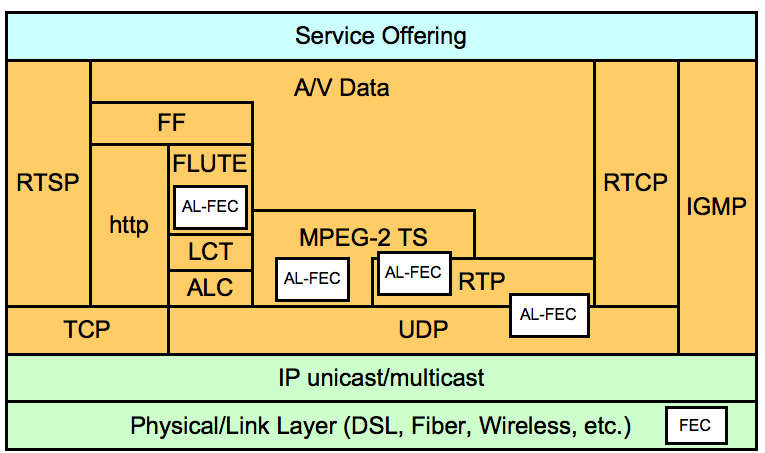 Service Offering
A/V Data
FF
RTSP
http
FLUTE
AL-FEC
LCT
ALC
MPEG-2 TS
AL-FEC
AL-FEC
RTP
AL-FEC
RTCP
IGMP
TCP
UDP
IP unicast/multicast
Physical/Link Layer (DSL, Fiber, Wireless, etc.)
FEC